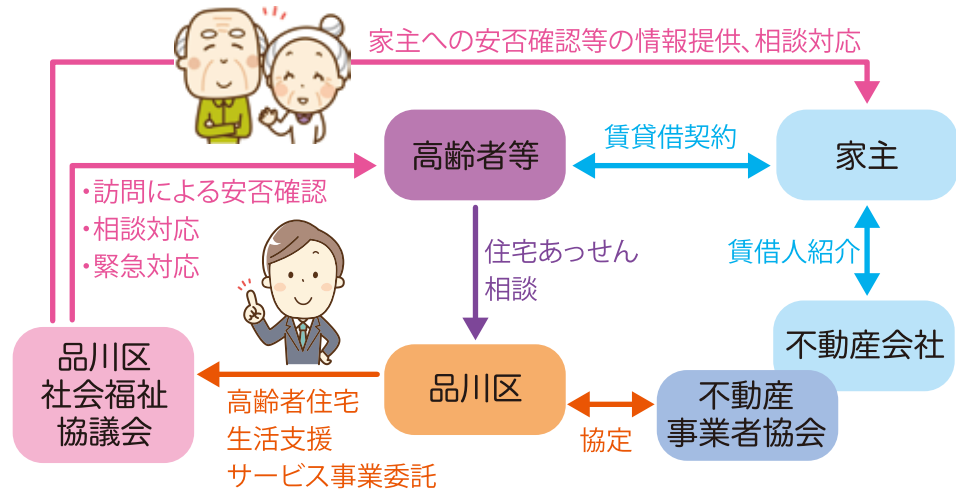 家主への安否確認等の情報提供、相談対応
高齢者等
賃貸借契約
家主
・訪問による安否確認
・相談対応
・緊急対応
住宅あっせん
相談
賃借人紹介
不動産会社
品川区
社会福祉
協議会
品川区
不動産
事業者協会
高齢者住宅
生活支援
サービス事業委託
協定